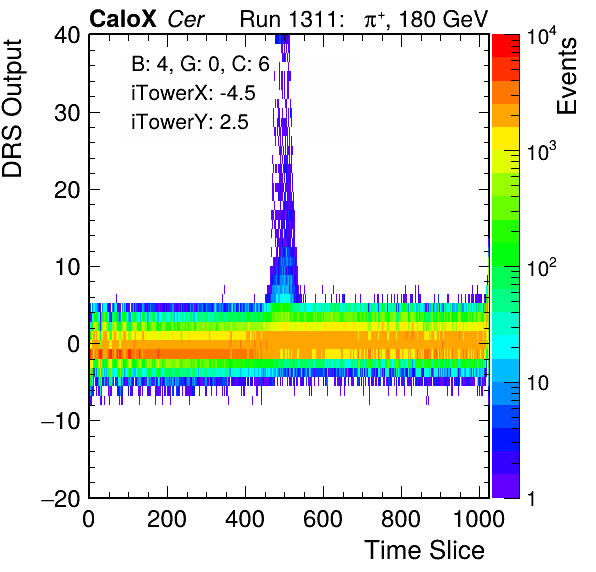 CaloX Cer Run 1311: π⁺, 180 GeV
B: 4, G: 0, C: 6
iTowerX: -4.5
iTowerY: 2.5
DRS Output
40
30
20
10
0
−10
−20
0 200 400 600 800 1000
Time Slice
Events
10⁴
10³
10²
10
1